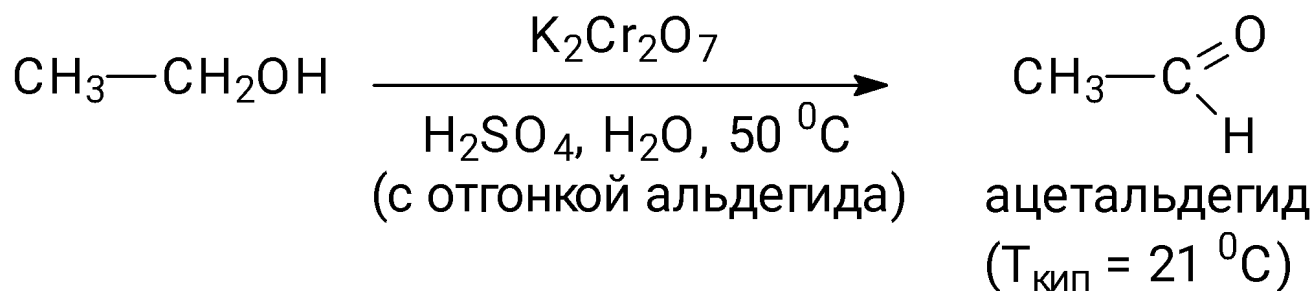 K₂Cr₂O₇
CH₃—CH₂OH
H₂SO₄, H₂O, 50 ⁰C
(с отгонкой альдегида)
CH₃—C
O
H
ацетальдегид
(Tкип = 21 ⁰C)